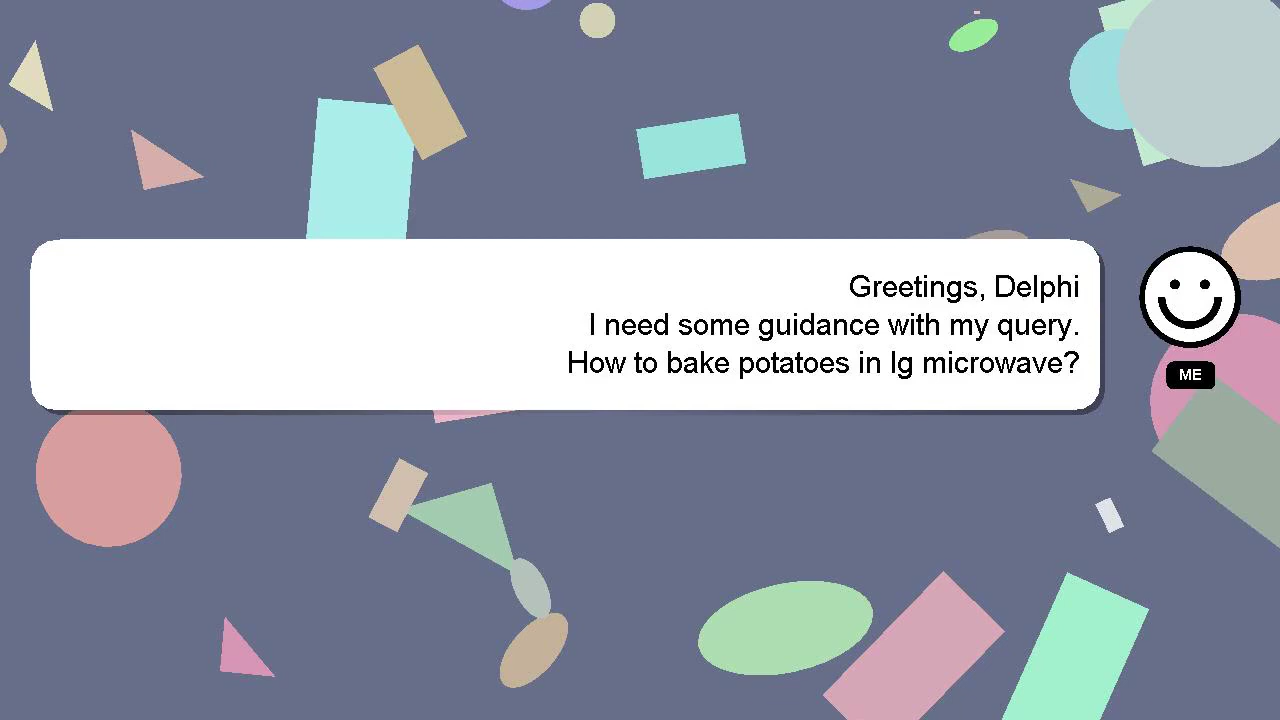 Greetings, Delphi
I need some guidance with my query.
How to bake potatoes in lg microwave?
ME